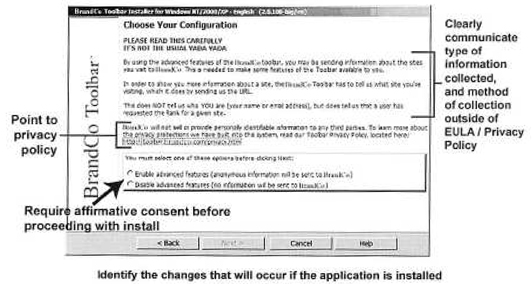 BrandCo Toolbar Installer for Windows NT/2000/XP - English (2.0.108-big/en)
Choose Your Configuration
PLEASE READ THIS CAREFULLY
IT'S NOT THE USUAL YADA YADA
By using the advanced features of the BrandCo Toolbar, you may be sending information about the sites
you visit to BrandCo. This is needed to make some features of the Toolbar available to you.
In order to show you more information about a site, the BrandCo Toolbar has to tell us what site you're
visiting, which it does by sending us the URL.
This does NOT tell us who YOU are (your name or email address), but does tell us that a user has
requested the Rank for a given site.
BrandCo will not sell or provide personally identifiable information to any third parties. To learn more about
the privacy protections we have built into the system, read our Toolbar Privacy Policy, located here:
http://toolbar.brandco.com/privacy.html
You must select one of these options before clicking Next:
Enable advanced features (anonymous information will be sent to BrandCo)
Disable advanced features (no information will be sent to BrandCo)
< Back
Next >
Cancel
Help
BrandCo Toolbar
Clearly
communicate
type of
information
collected,
and method
of collection
outside of
EULA / Privacy
Policy
Point to
privacy
policy
Require affirmative consent before
proceeding with install
Identify the changes that will occur if the application is installed